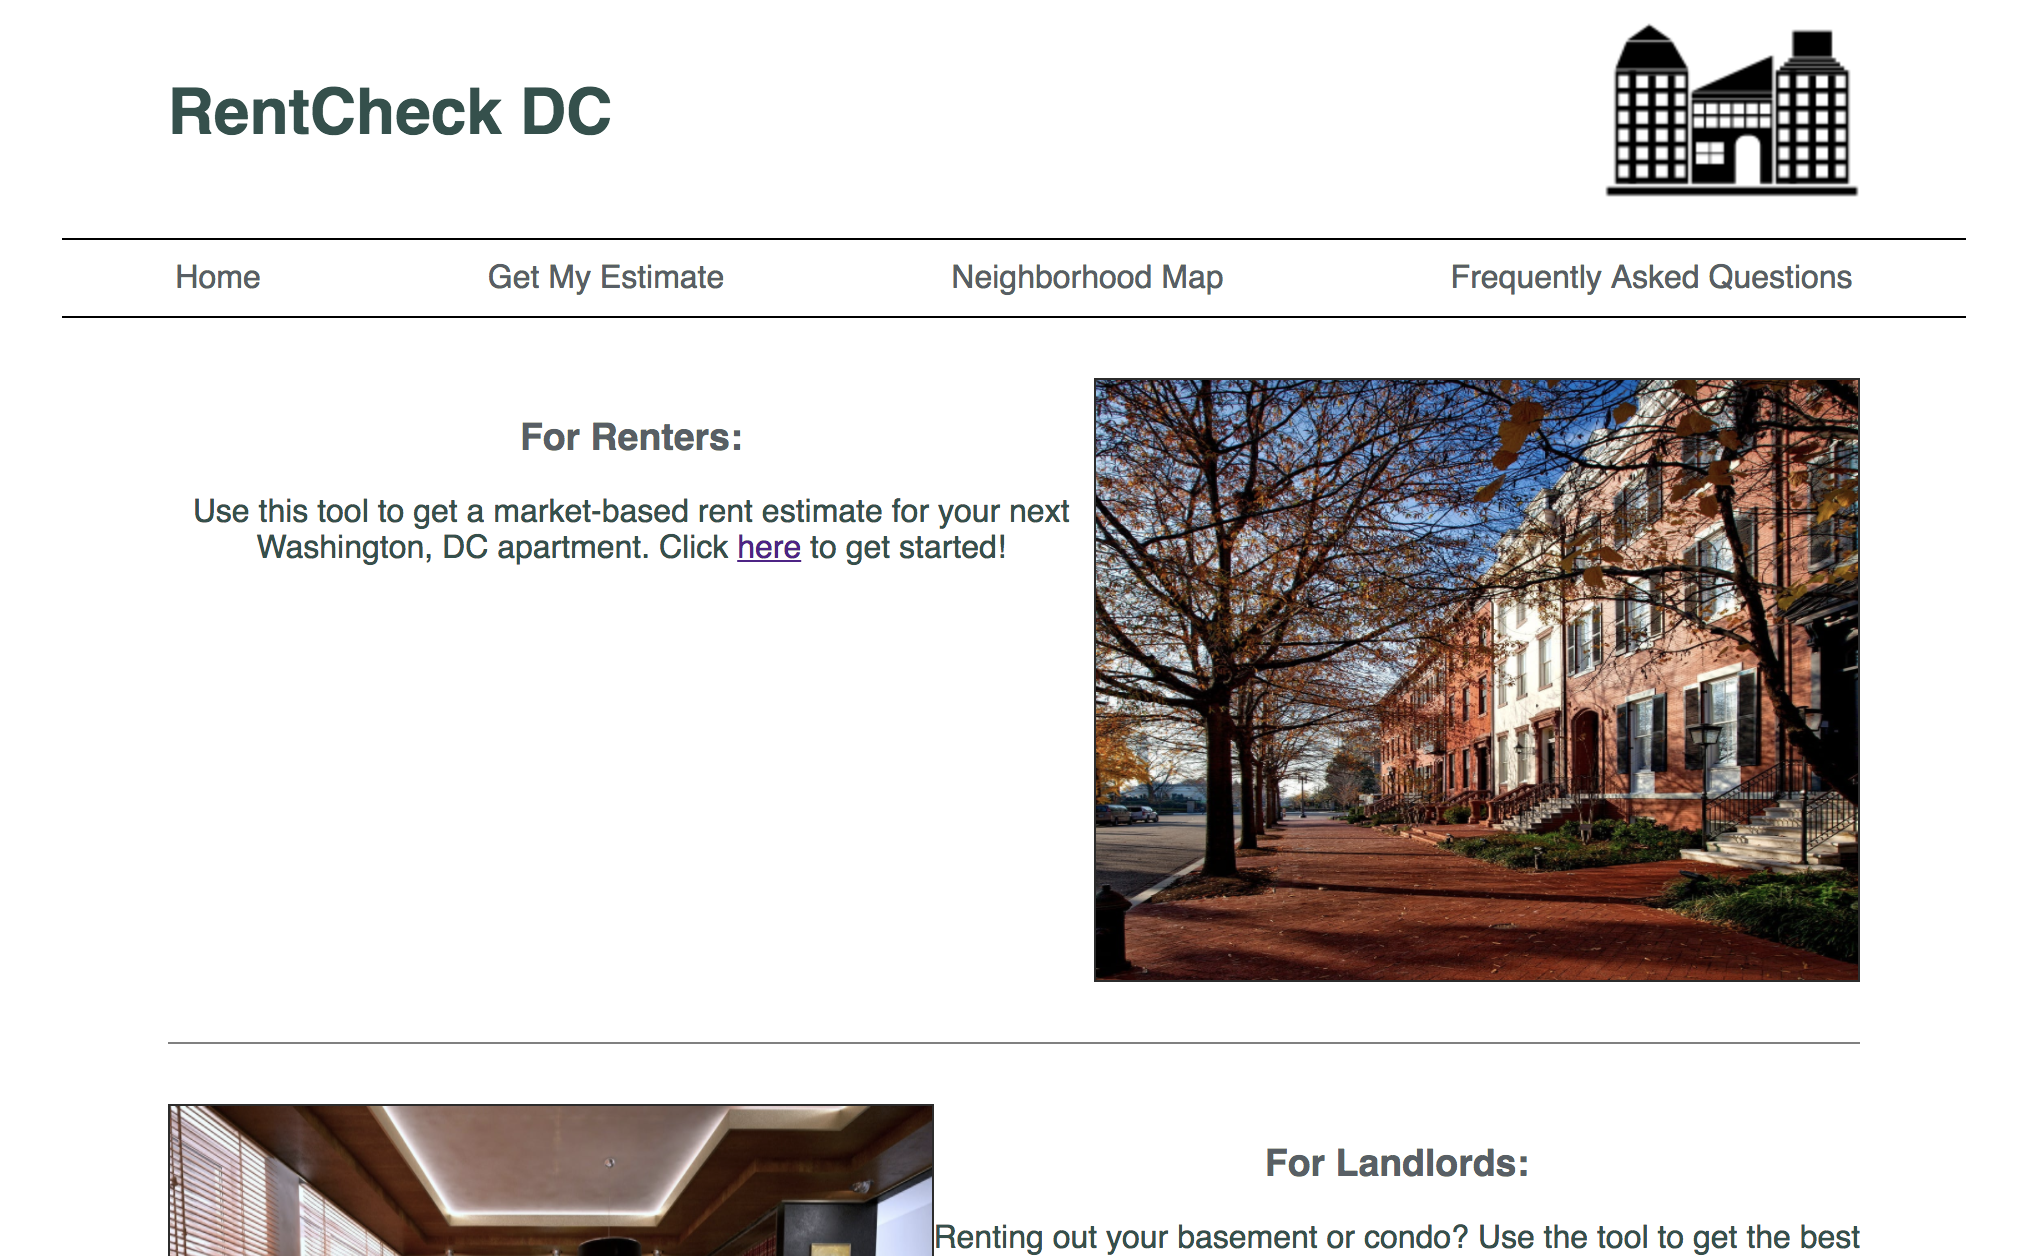 RentCheck DC
Home
Get My Estimate
Neighborhood Map
Frequently Asked Questions
For Renters:
Use this tool to get a market-based rent estimate for your next
Washington, DC apartment. Click here to get started!
For Landlords:
Renting out your basement or condo? Use the tool to get the best